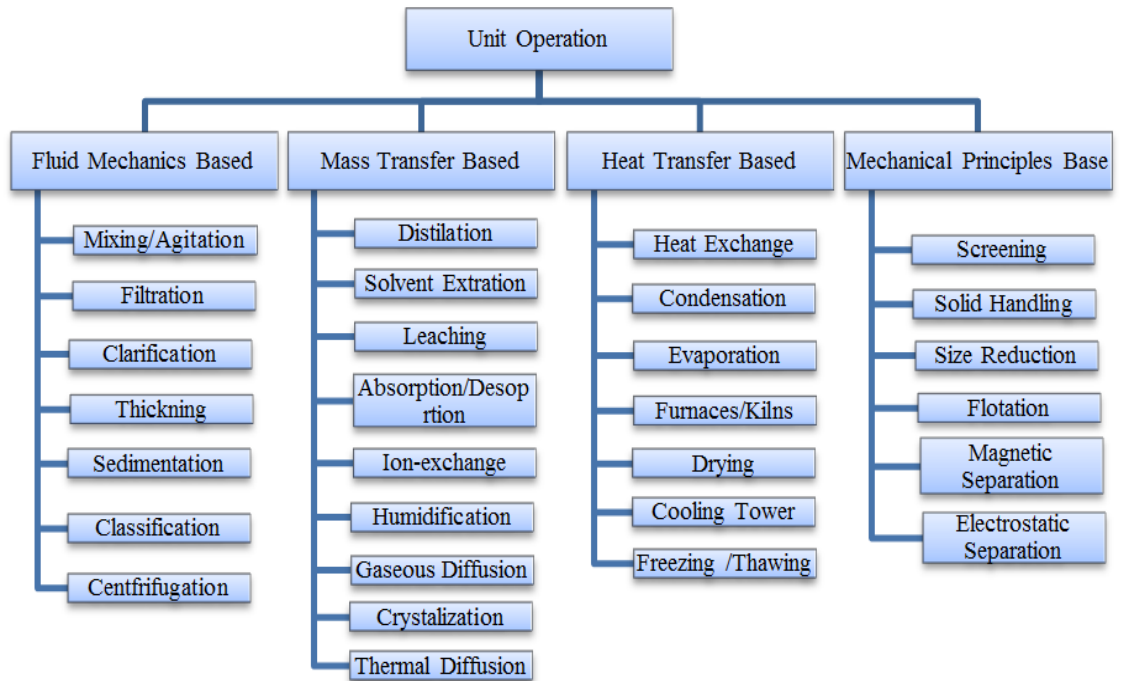 Unit Operation
Fluid Mechanics Based
Mixing/Agitation
Filtration
Clarification
Thickning
Sedimentation
Classification
Centfrifugation
Mass Transfer Based
Distilation
Solvent Extration
Leaching
Absorption/Desop
rtion
Ion-exchange
Humidification
Gaseous Diffusion
Crystalization
Thermal Diffusion
Heat Transfer Based
Heat Exchange
Condensation
Evaporation
Furnaces/Kilns
Drying
Cooling Tower
Freezing /Thawing
Mechanical Principles Base
Screening
Solid Handling
Size Reduction
Flotation
Magnetic
Separation
Electrostatic
Separation